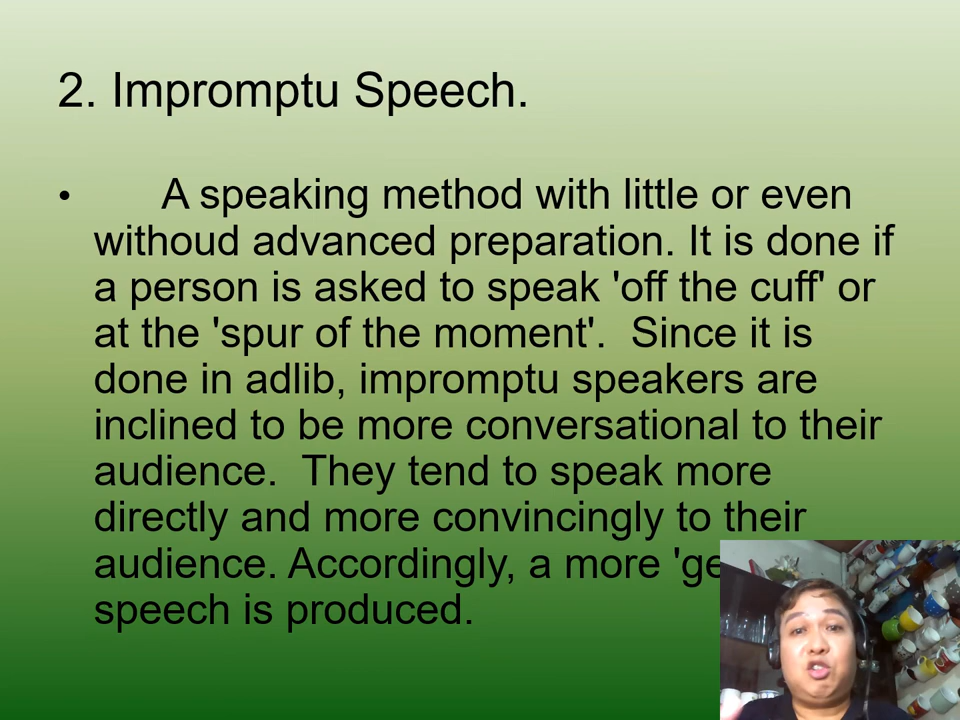 2. Impromptu Speech.
• A speaking method with little or even
withoud advanced preparation. It is done if
a person is asked to speak 'off the cuff' or
at the 'spur of the moment'. Since it is
done in adlib, impromptu speakers are
inclined to be more conversational to their
audience. They tend to speak more
directly and more convincingly to their
audience. Accordingly, a more
speech is produced.